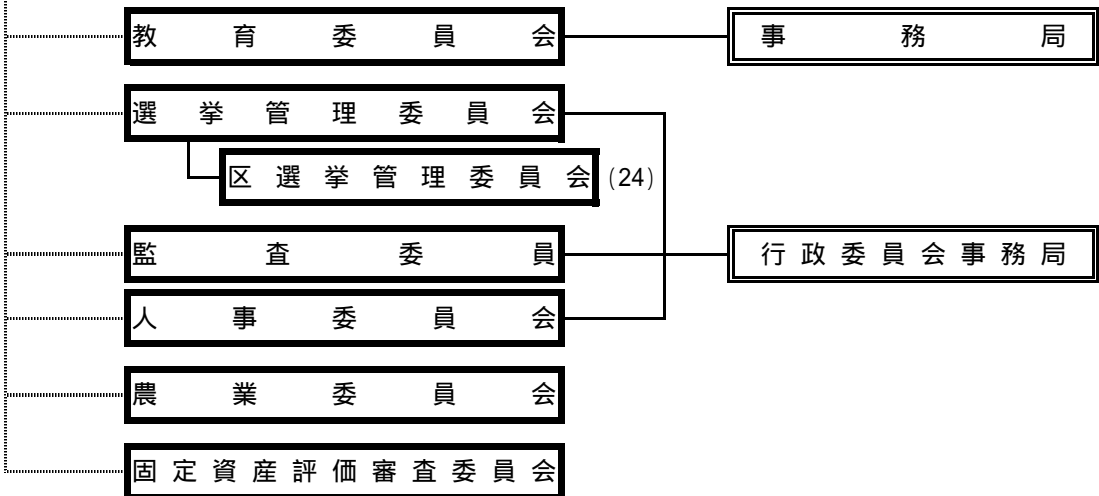 教育委員会
事務局
選挙管理委員会
区選挙管理委員会 (24)
監査委員
行政委員会事務局
人事委員会
農業委員会
固定資産評価審査委員会